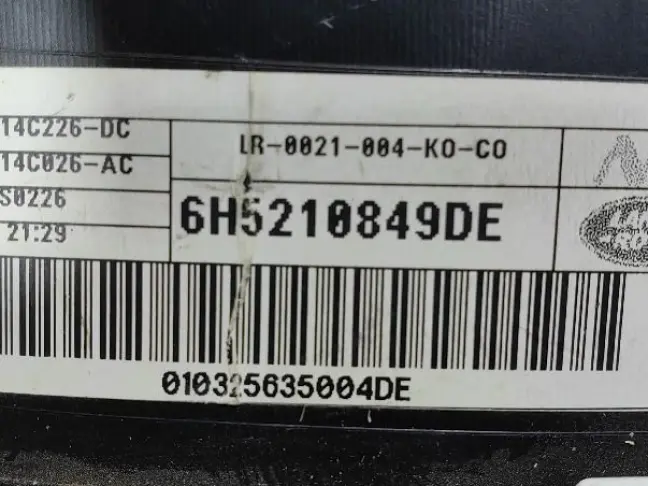 14C226-DC
14C026-AC
S0226
21:29
LR-0021-004-KO-CO
6H5210849DE
010325635004DE